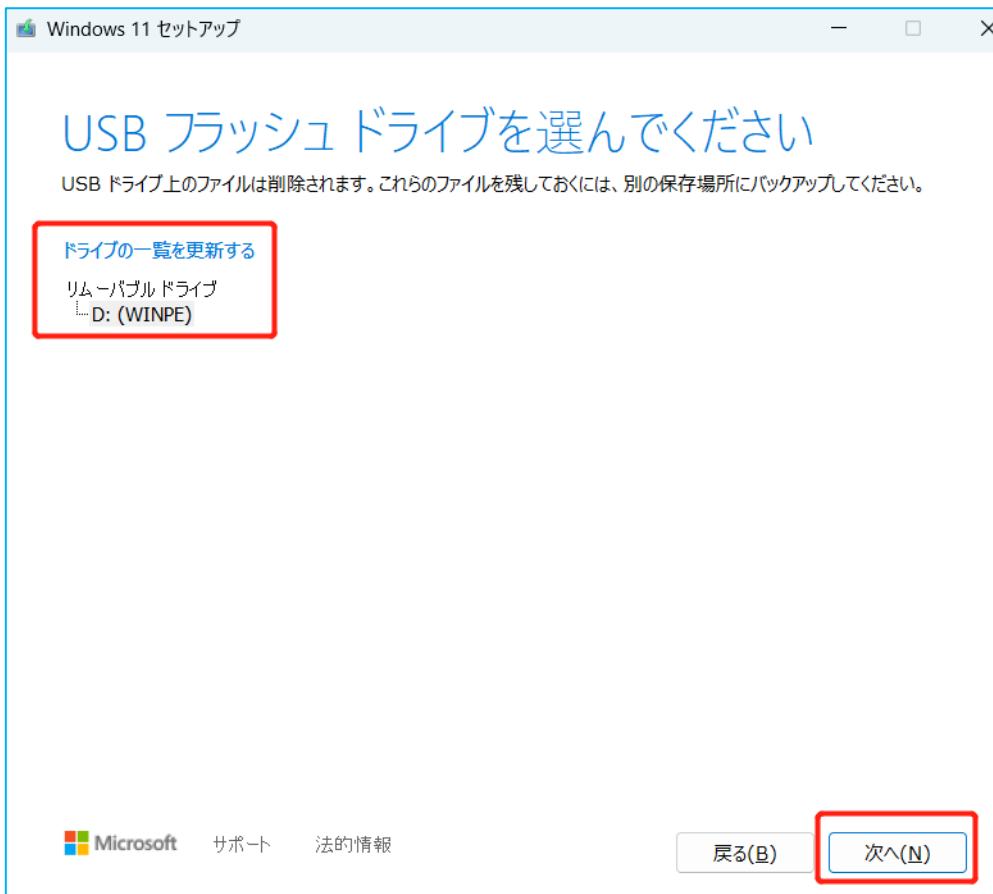 Windows 11 セットアップ
USB フラッシュ ドライブを選んでください
USB ドライブ上のファイルは削除されます。これらのファイルを残しておくには、別の保存場所にバックアップしてください。
ドライブの一覧を更新する
リムーバブル ドライブ
D: (WINPE)
Microsoft サポート 法的情報
戻る(B) 次へ(N)